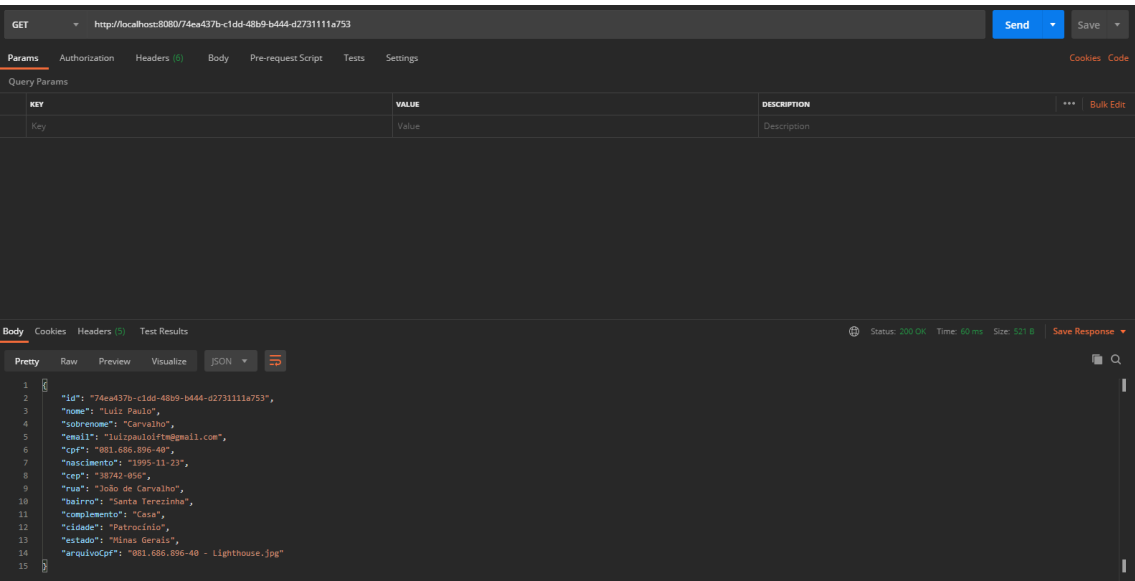 GET http://localhost:8080/74ea437b-c1dd-48b9-b444-d2731111a753 Send Save
Params Authorization Headers (6) Body Pre-request Script Tests Settings Cookies Code
Query Params
KEY VALUE DESCRIPTION ••• Bulk Edit
Key Value Description
Body Cookies Headers (5) Test Results Status: 200 OK Time: 60 ms Size: 521 B Save Response
Pretty Raw Preview Visualize JSON
1 {
2 "id": "74ea437b-c1dd-48b9-b444-d2731111a753",
3 "nome": "Luiz Paulo",
4 "sobrenome": "Carvalho",
5 "email": "luizpauloiftm@gmail.com",
6 "cpf": "081.686.896-40",
7 "nascimento": "1995-11-23",
8 "cep": "38742-056",
9 "rua": "João de Carvalho",
10 "bairro": "Santa Terezinha",
11 "complemento": "Casa",
12 "cidade": "Patrocínio",
13 "estado": "Minas Gerais",
14 "arquivoCpf": "081.686.896-40 - Lighthouse.jpg"
15 }